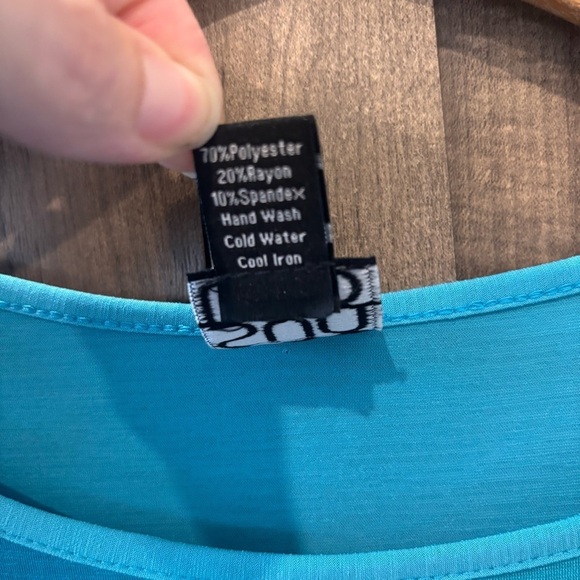 70%Polyester
20%Rayon
10%Spandex
Hand Wash
Cold Water
Cool Iron